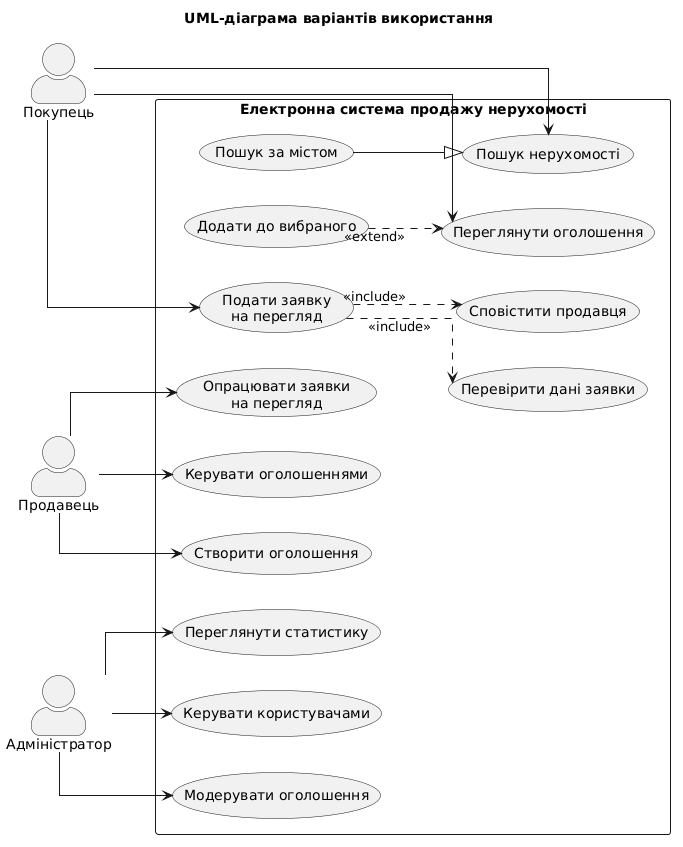 UML-діаграма варіантів використання
Покупець
Електронна система продажу нерухомості
Пошук за містом
Пошук нерухомості
Додати до вибраного
«extend»
Переглянути оголошення
Подати заявку
на перегляд
«include»
Сповістити продавця
«include»
Перевірити дані заявки
Опрацювати заявки
на перегляд
Продавець
Керувати оголошеннями
Створити оголошення
Переглянути статистику
Адміністратор
Керувати користувачами
Модерувати оголошення